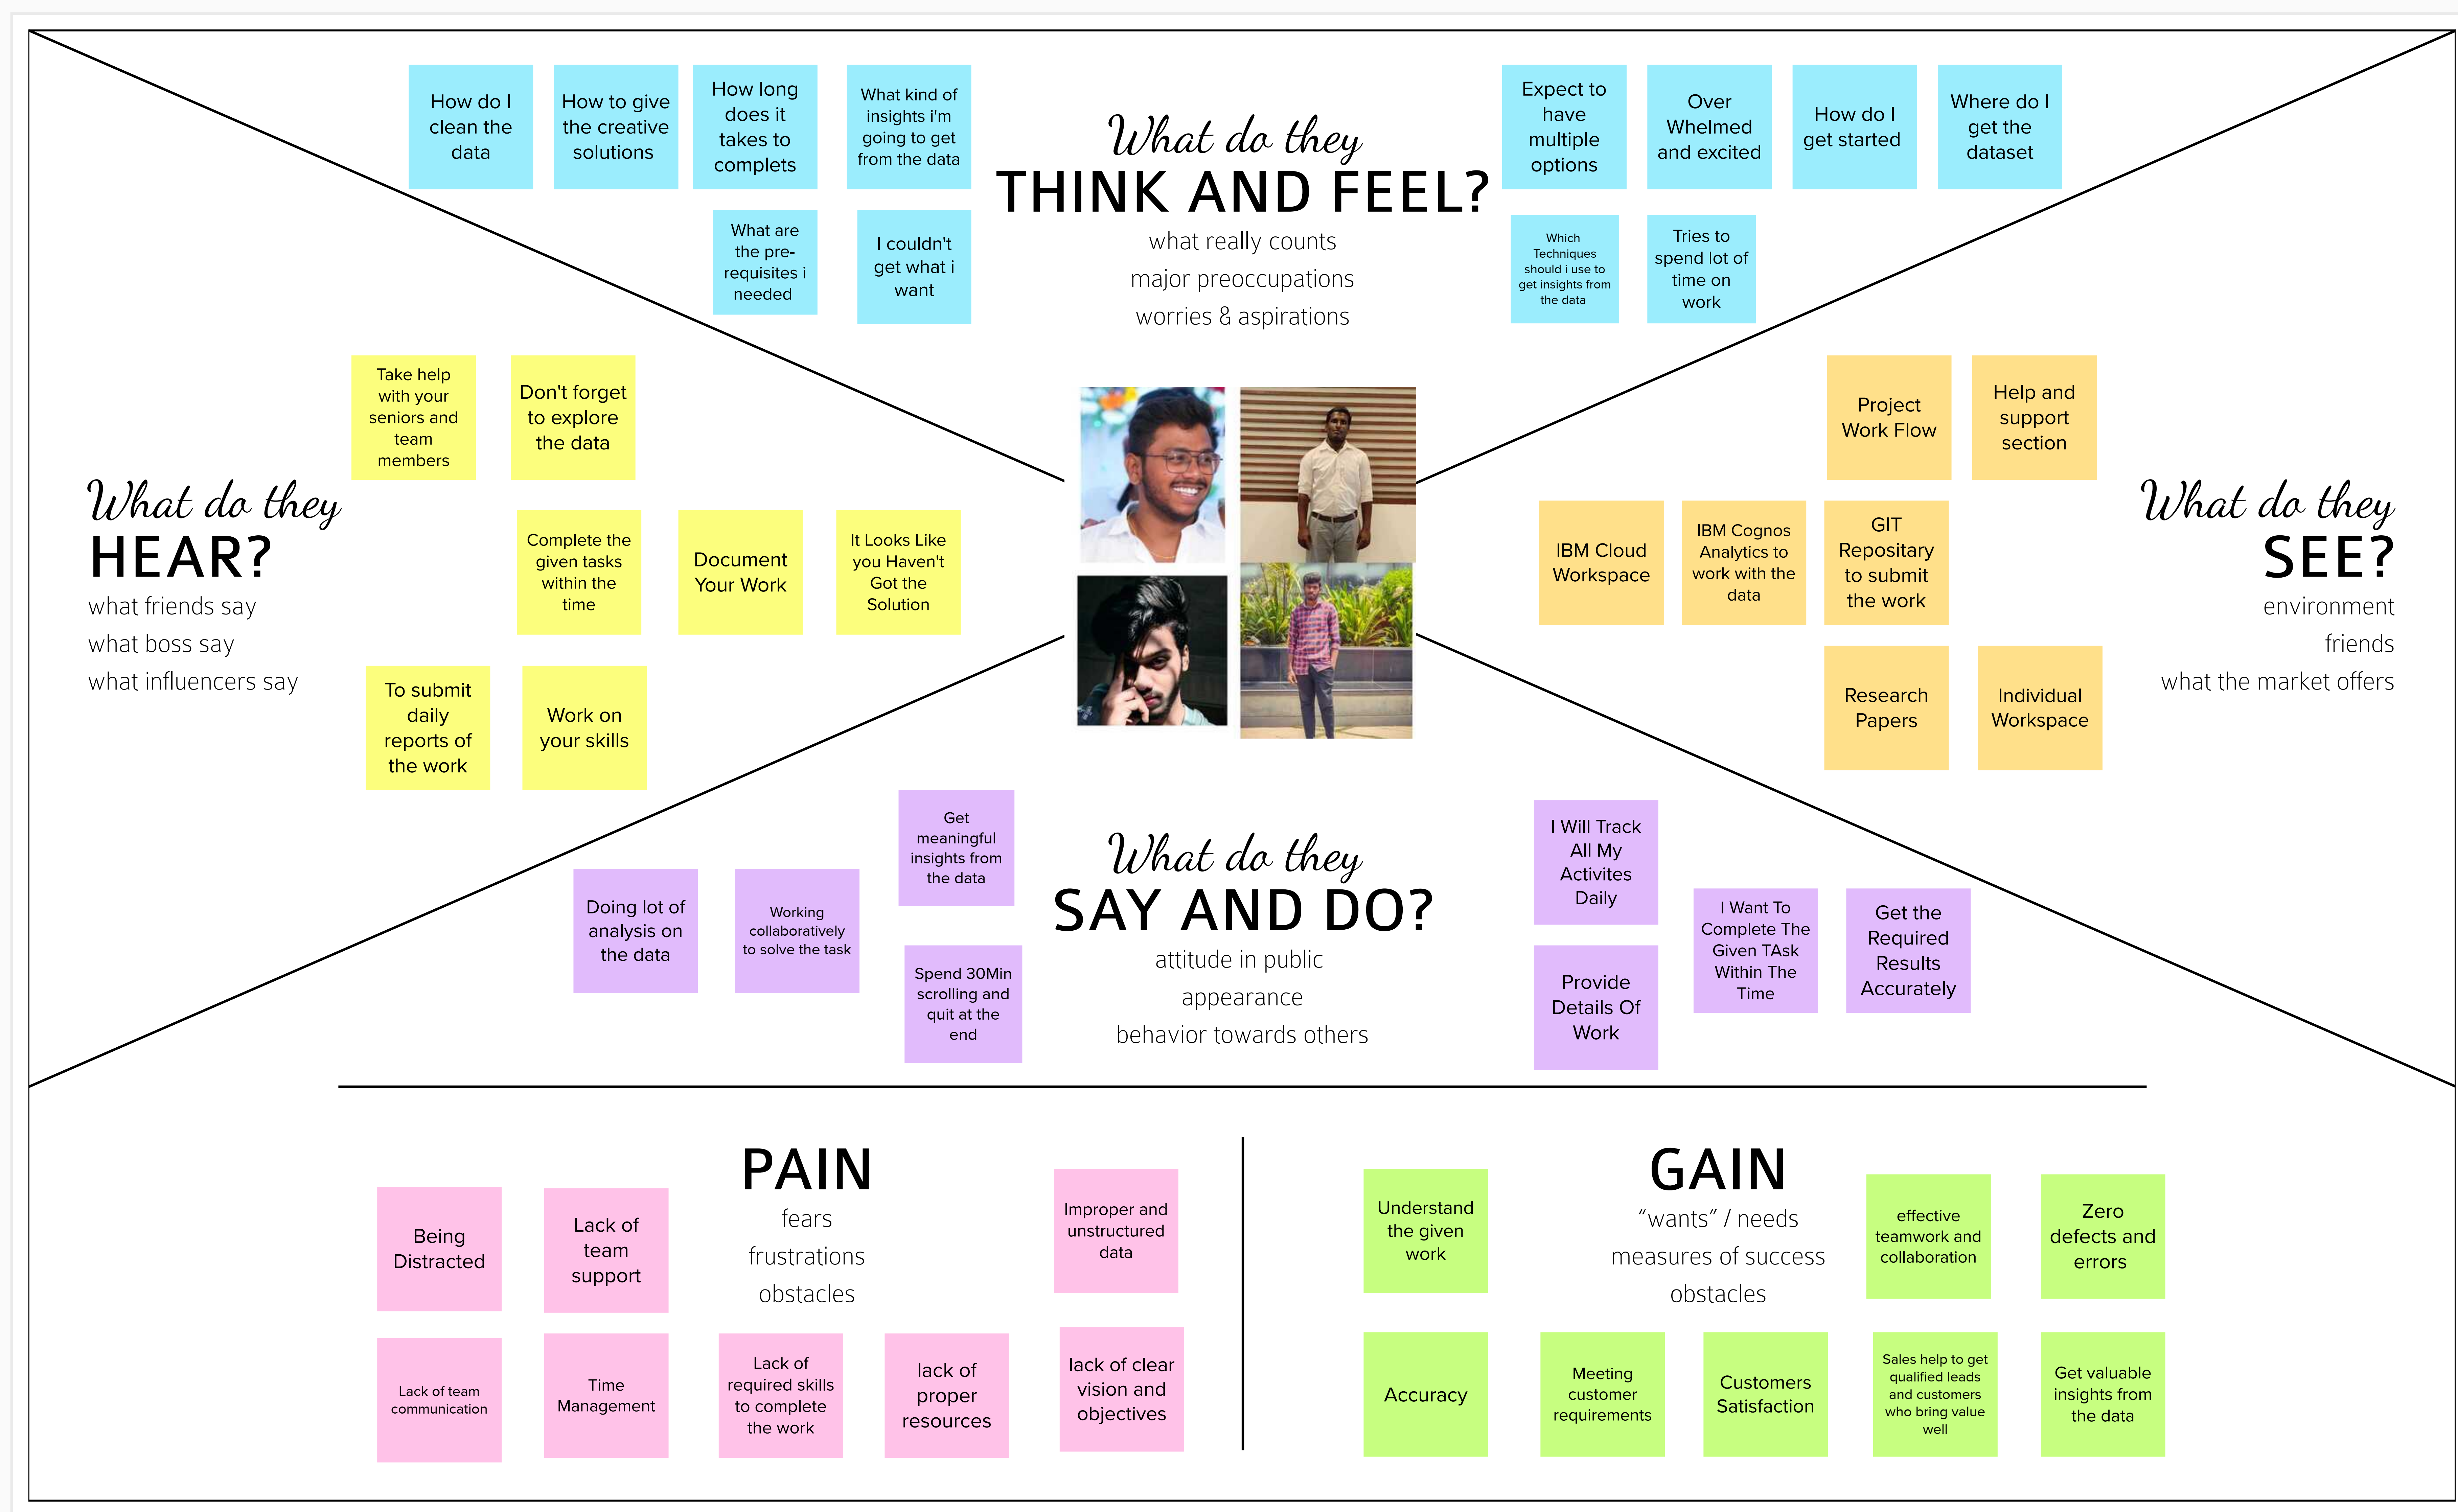 How do I
clean the
data
How to give
the creative
solutions
How long
does it
takes to
complets
What kind of
insights i'm
going to get
from the data
What are
the pre-
requisites i
needed
I couldn't
get what i
want
What do they
THINK AND FEEL?
what really counts
major preoccupations
worries & aspirations
Expect to
have
multiple
options
Over
Whelmed
and excited
How do I
get started
Where do I
get the
dataset
Which
Techniques
should i use to
get insights from
the data
Tries to
spend lot of
time on
work
What do they
HEAR?
what friends say
what boss say
what influencers say
Take help
with your
seniors and
team
members
Don't forget
to explore
the data
Complete the
given tasks
within the
time
Document
Your Work
It Looks Like
you Haven't
Got the
Solution
To submit
daily
reports of
the work
Work on
your skills
Project
Work Flow
Help and
support
section
IBM Cloud
Workspace
IBM Cognos
Analytics to
work with the
data
GIT
Repositary
to submit
the work
Research
Papers
Individual
Workspace
What do they
SEE?
environment
friends
what the market offers
Get
meaningful
insights from
the data
Doing lot of
analysis on
the data
Working
collaboratively
to solve the task
Spend 30Min
scrolling and
quit at the
end
What do they
SAY AND DO?
attitude in public
appearance
behavior towards others
I Will Track
All My
Activites
Daily
Provide
Details Of
Work
I Want To
Complete The
Given TAsk
Within The
Time
Get the
Required
Results
Accurately
PAIN
fears
frustrations
obstacles
Being
Distracted
Lack of
team
support
Improper and
unstructured
data
Lack of team
communication
Time
Management
Lack of
required skills
to complete
the work
lack of
proper
resources
lack of clear
vision and
objectives
GAIN
“wants” / needs
measures of success
obstacles
Understand
the given
work
effective
teamwork and
collaboration
Zero
defects and
errors
Accuracy
Meeting
customer
requirements
Customers
Satisfaction
Sales help to get
qualified leads
and customers
who bring value
well
Get valuable
insights from
the data